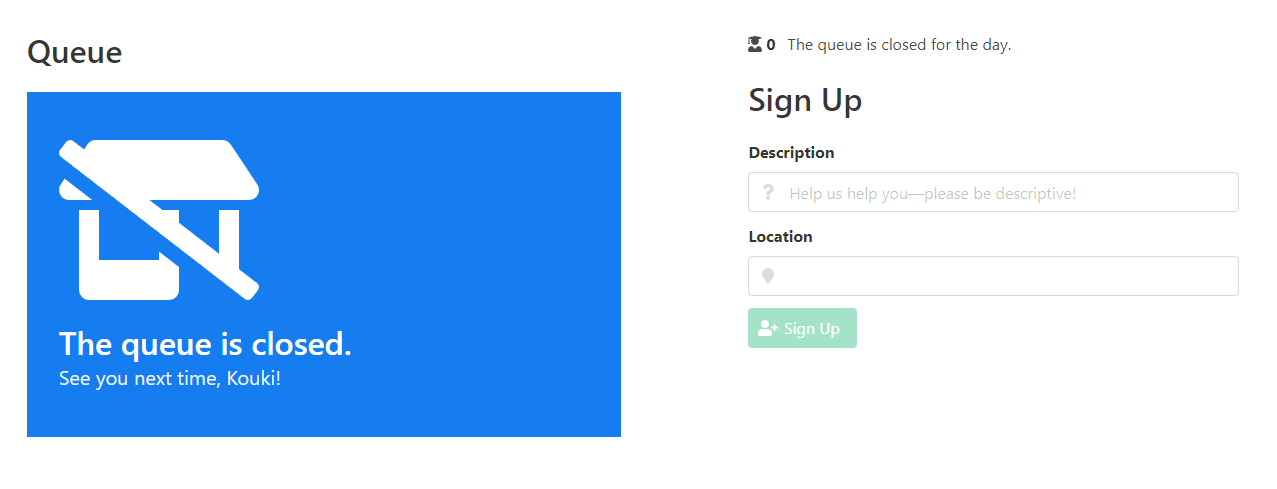 Queue
The queue is closed.
See you next time, Kouki!
0 The queue is closed for the day.
Sign Up
Description
Help us help you—please be descriptive!
Location
Sign Up